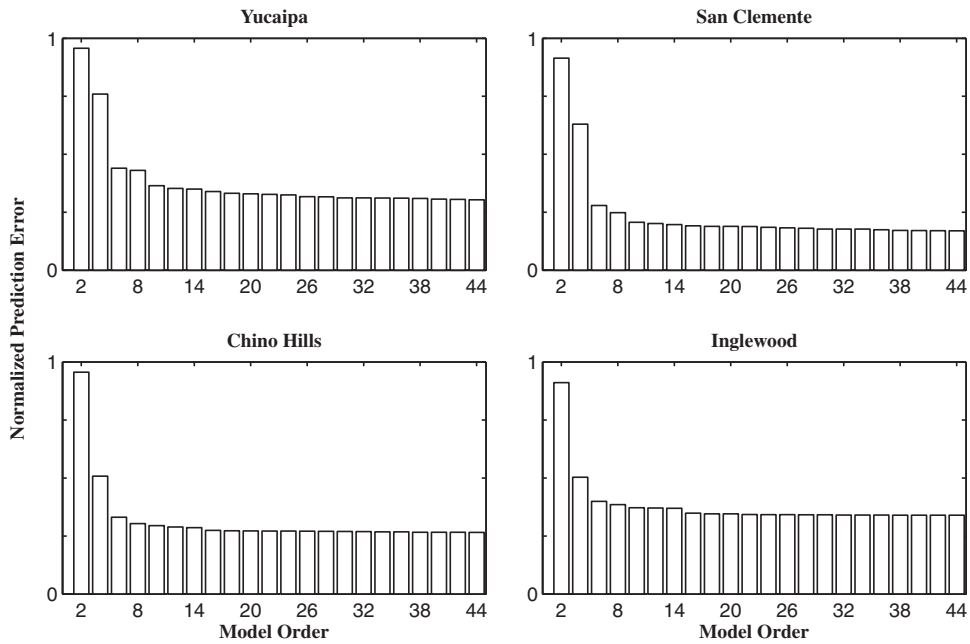 Yucaipa
San Clemente
1
0
2 8 14 20 26 32 38 44
1
0
2 8 14 20 26 32 38 44
Normalized Prediction Error
Chino Hills
Inglewood
1
0
2 8 14 20 26 32 38 44
Model Order
1
0
2 8 14 20 26 32 38 44
Model Order